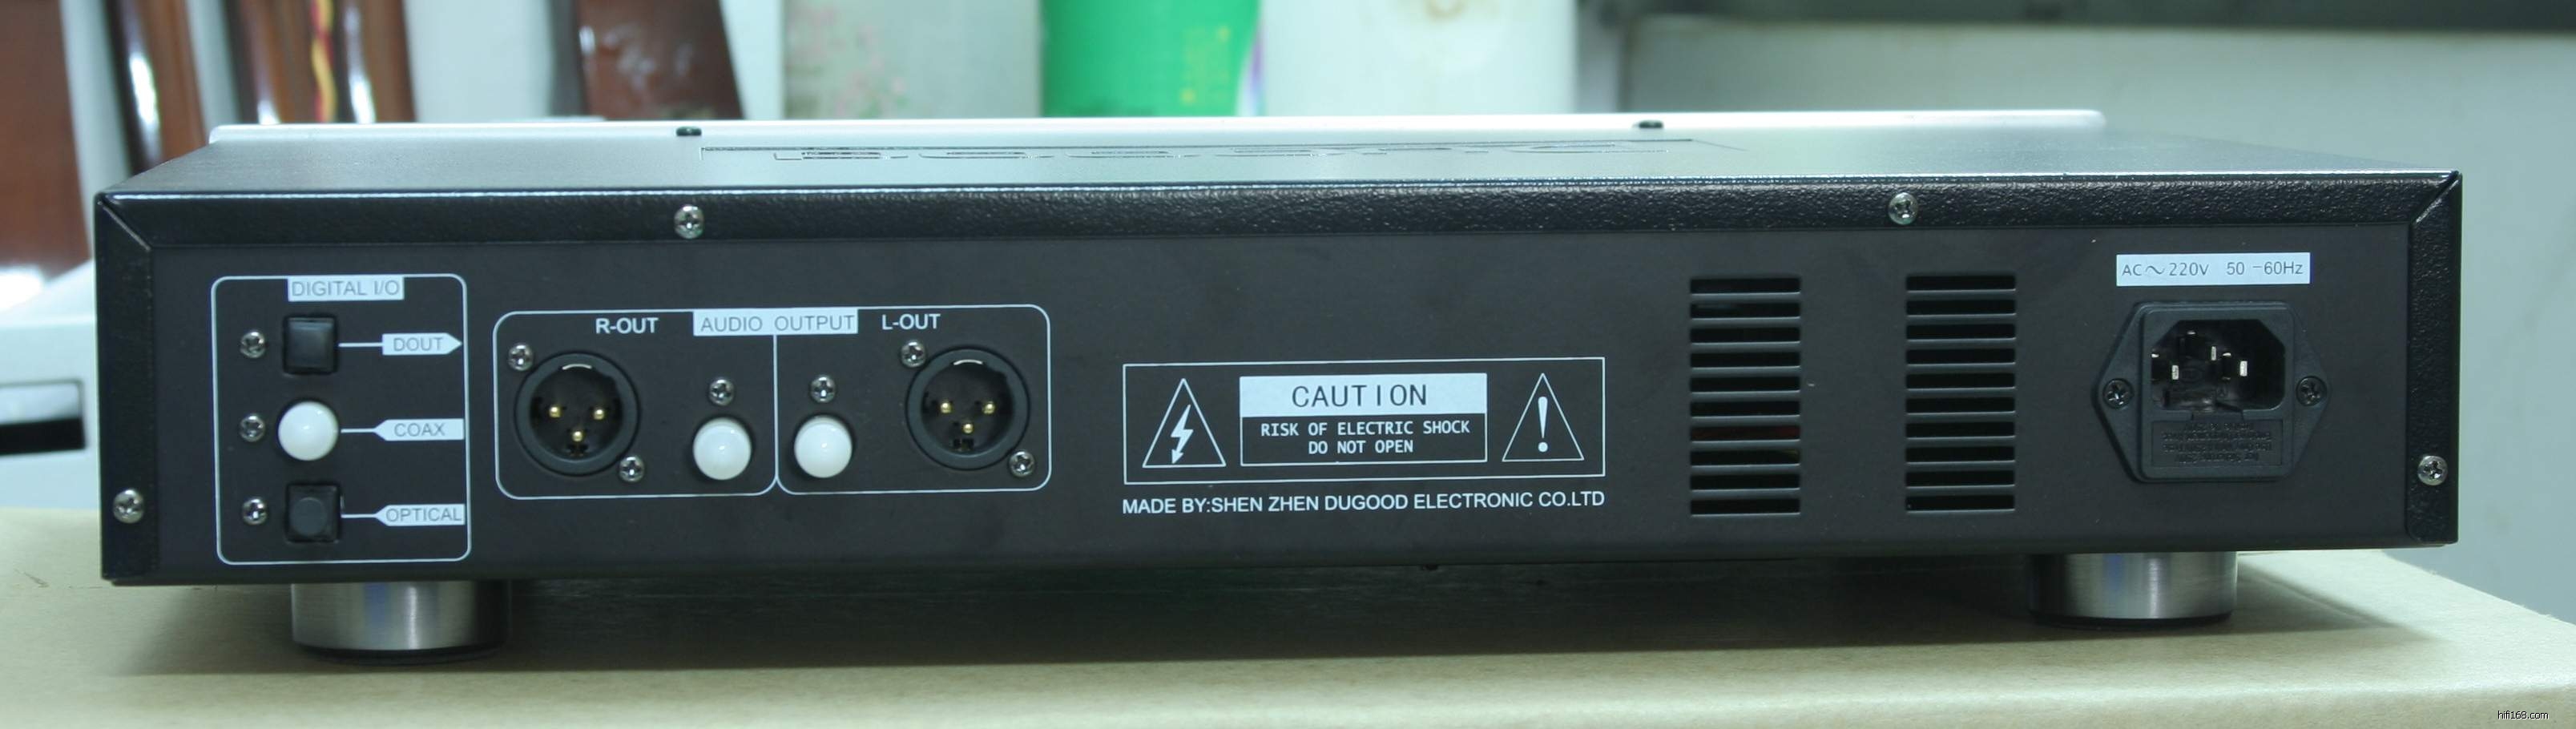 DIGITAL I/O
DOUT
COAX
OPTICAL
R-OUT
AUDIO OUTPUT
L-OUT
CAUTION
RISK OF ELECTRIC SHOCK
DO NOT OPEN
MADE BY:SHEN ZHEN DUGOOD ELECTRONIC CO.LTD
AC～220V 50-60Hz
hifi168.com